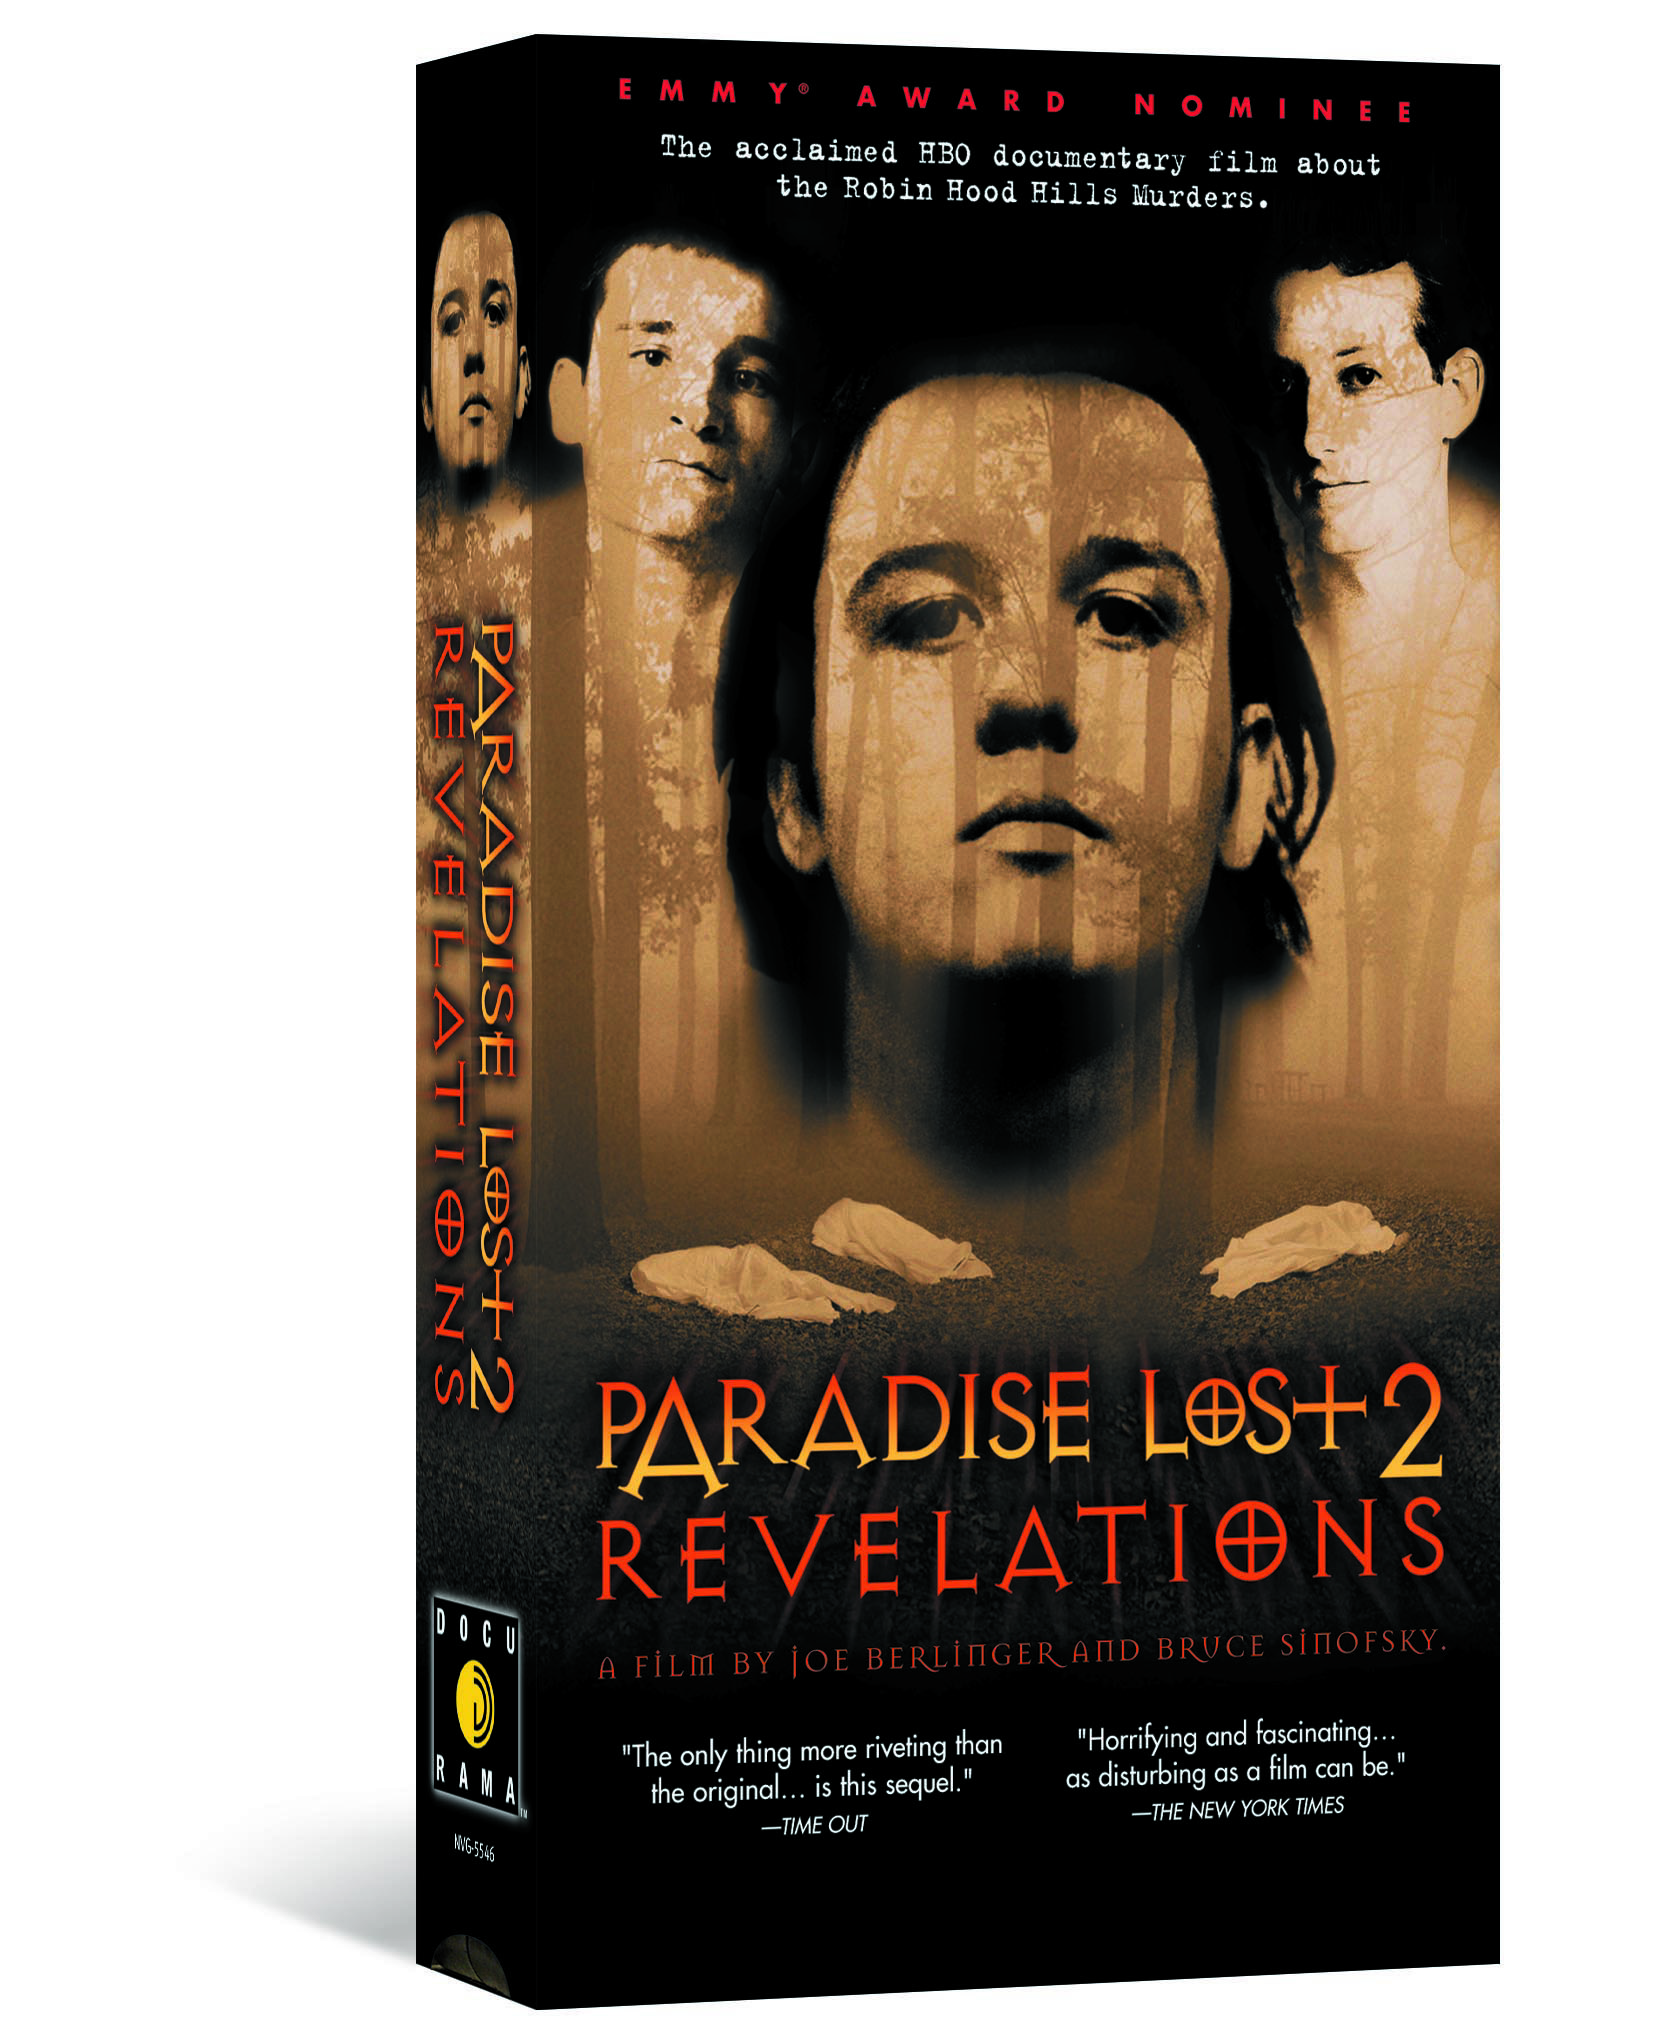 EMMY® AWARD NOMINEE
The acclaimed HBO documentary film about
the Robin Hood Hills Murders.
PARADISE LOST 2
REVELATIONS
A FILM BY JOE BERLINGER AND BRUCE SINOFSKY.
"The only thing more riveting than
the original... is this sequel."
—TIME OUT
"Horrifying and fascinating...
as disturbing as a film can be."
—THE NEW YORK TIMES
PARADISE LOST 2
REVELATIONS
DOCU
RAMA™
NVG-5546